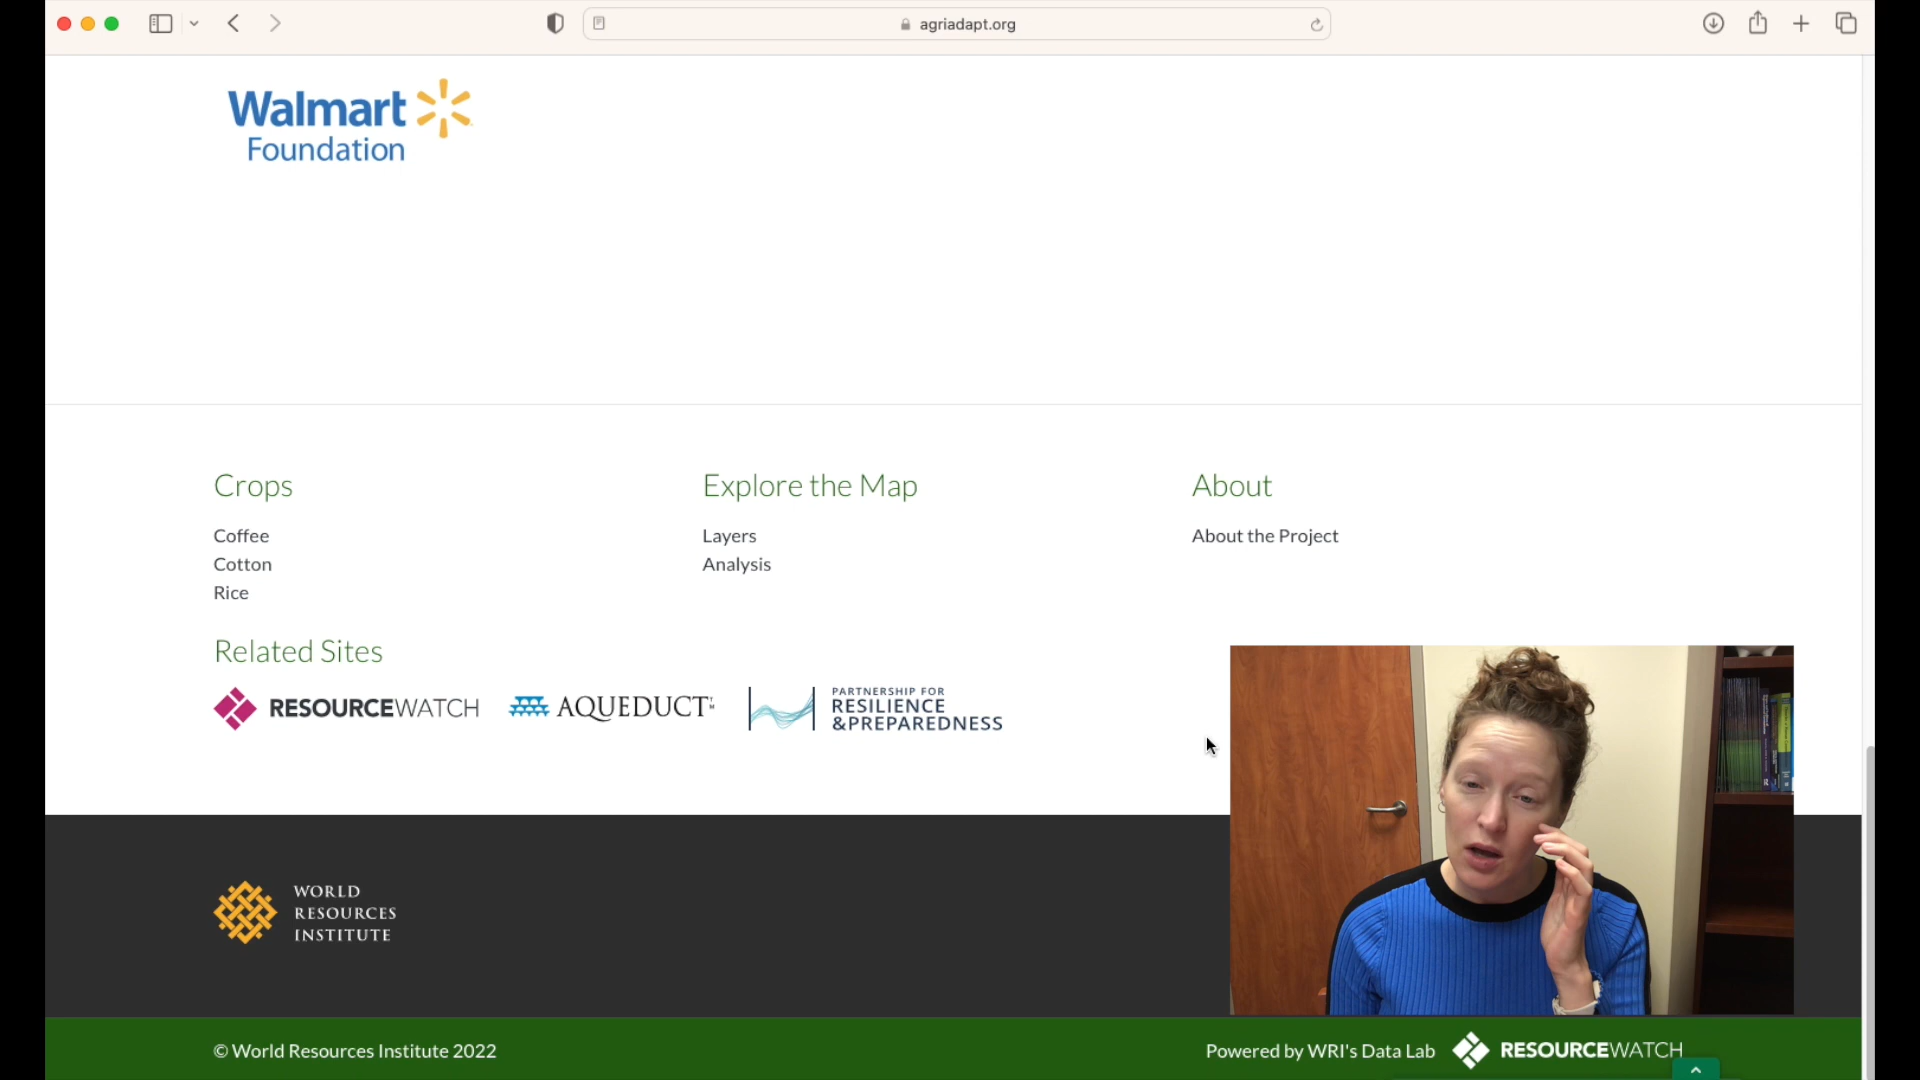 agriadapt.org
Walmart
Foundation
Crops
Coffee
Cotton
Rice
Explore the Map
Layers
Analysis
About
About the Project
Related Sites
RESOURCEWATCH
AQUEDUCT™
PARTNERSHIP FOR
RESILIENCE
&PREPAREDNESS
WORLD
RESOURCES
INSTITUTE
© World Resources Institute 2022
Powered by WRI's Data Lab
RESOURCEWATCH